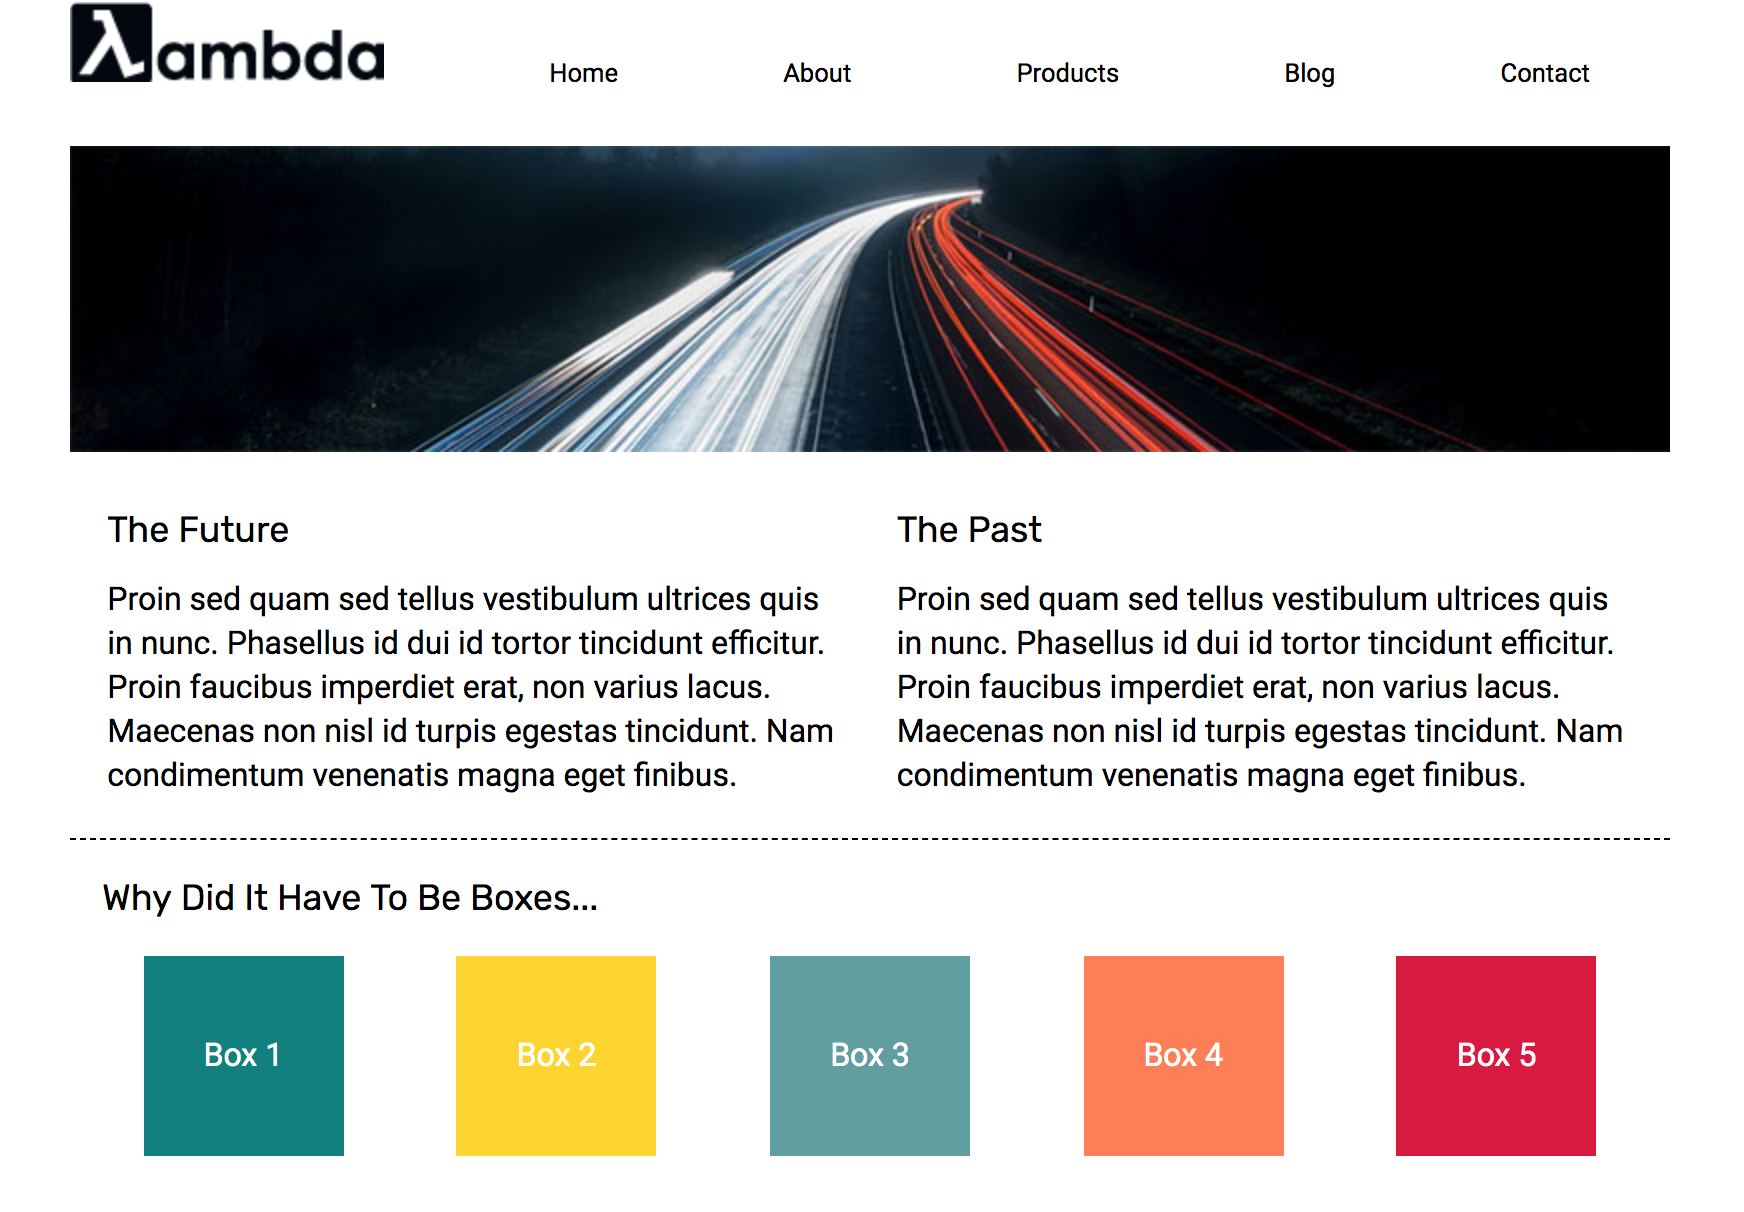 λambda
Home About Products Blog Contact
The Future
Proin sed quam sed tellus vestibulum ultrices quis
in nunc. Phasellus id dui id tortor tincidunt efficitur.
Proin faucibus imperdiet erat, non varius lacus.
Maecenas non nisl id turpis egestas tincidunt. Nam
condimentum venenatis magna eget finibus.
The Past
Proin sed quam sed tellus vestibulum ultrices quis
in nunc. Phasellus id dui id tortor tincidunt efficitur.
Proin faucibus imperdiet erat, non varius lacus.
Maecenas non nisl id turpis egestas tincidunt. Nam
condimentum venenatis magna eget finibus.
Why Did It Have To Be Boxes...
Box 1 Box 2 Box 3 Box 4 Box 5